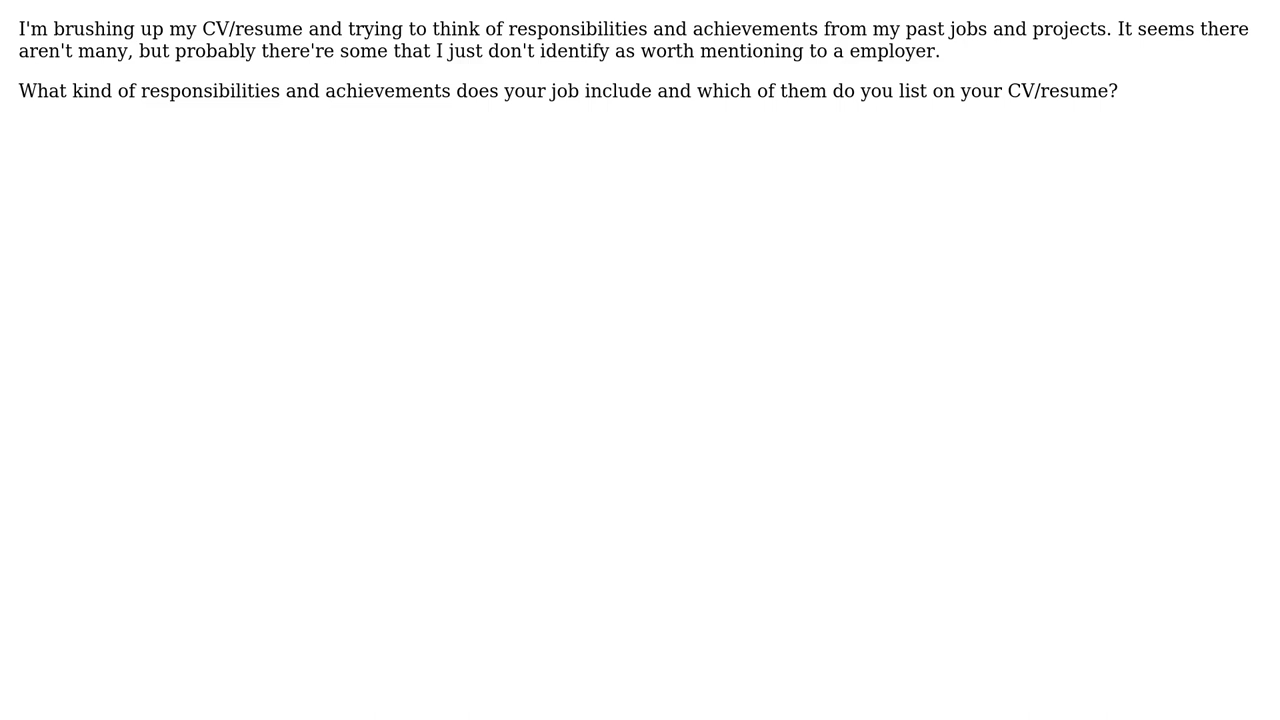 I'm brushing up my CV/resume and trying to think of responsibilities and achievements from my past jobs and projects. It seems there
aren't many, but probably there're some that I just don't identify as worth mentioning to a employer.
What kind of responsibilities and achievements does your job include and which of them do you list on your CV/resume?